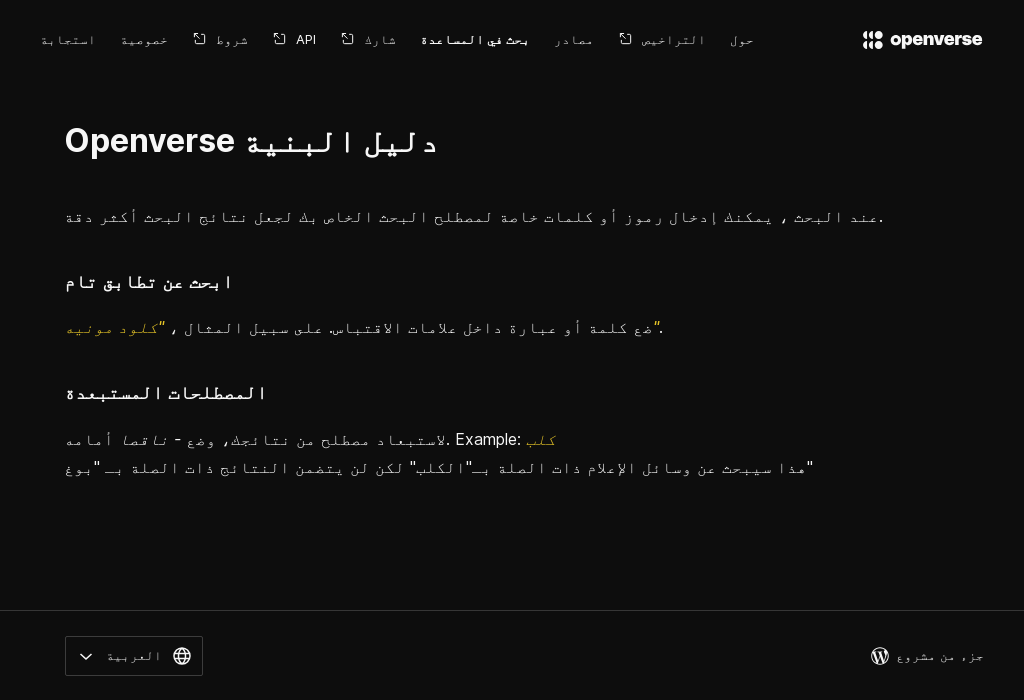 openverse
حول
التراخيص
مصادر
بحث في المساعدة
شارك
API
شروط
خصوصية
استجابة
دليل البنية Openverse
عند البحث ، يمكنك إدخال رموز أو كلمات خاصة لمصطلح البحث الخاص بك لجعل نتائج البحث أكثر دقة.
ابحث عن تطابق تام
ضع كلمة أو عبارة داخل علامات الاقتباس. على سبيل المثال ، "كلود مونيه".
المصطلحات المستبعدة
لاستبعاد مصطلح من نتائجك، وضع - ناقصا أمامه. Example: كلب
هذا سيبحث عن وسائل الإعلام ذات الصلة بـ"الكلب" لكن لن يتضمن النتائج ذات الصلة بـ "بوغ"
جزء من مشروع
العربية